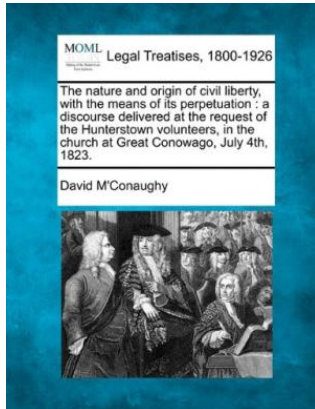 MOML
Legal Treatises, 1800-1926
The nature and origin of civil liberty,
with the means of its perpetuation : a
discourse delivered at the request of
the Hunterstown volunteers, in the
church at Great Conowago, July 4th,
1823.
David M'Conaughy